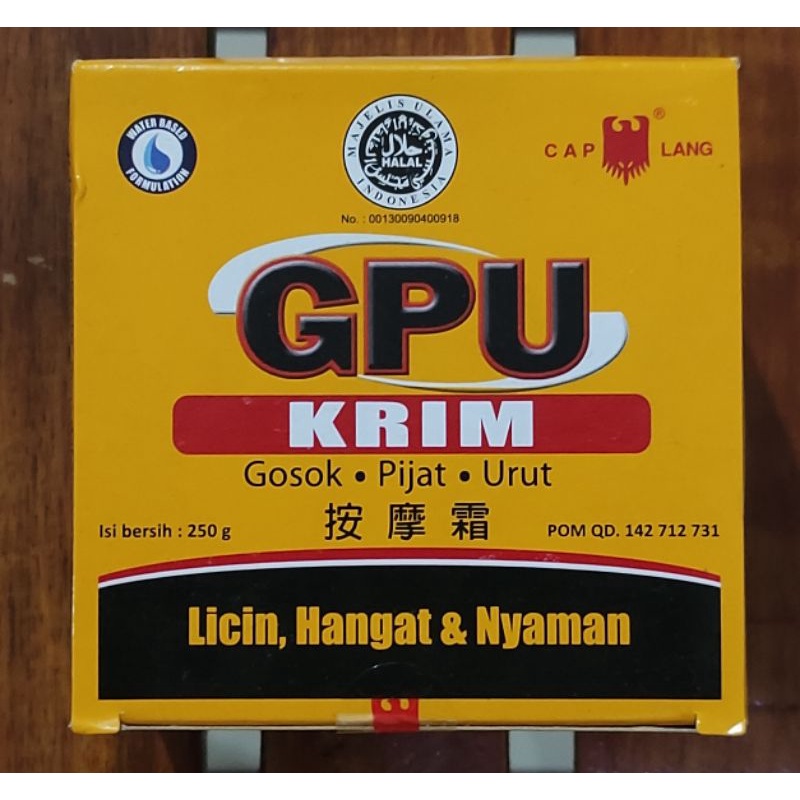 WATER BASED
FORMULATION
MAJELIS ULAMA
INDONESIA
حلال
HALAL
No. : 00130090400918
CAP LANG
®
GPU
KRIM
Gosok • Pijat • Urut
按摩霜
Isi bersih : 250 g
POM QD. 142 712 731
Licin, Hangat & Nyaman